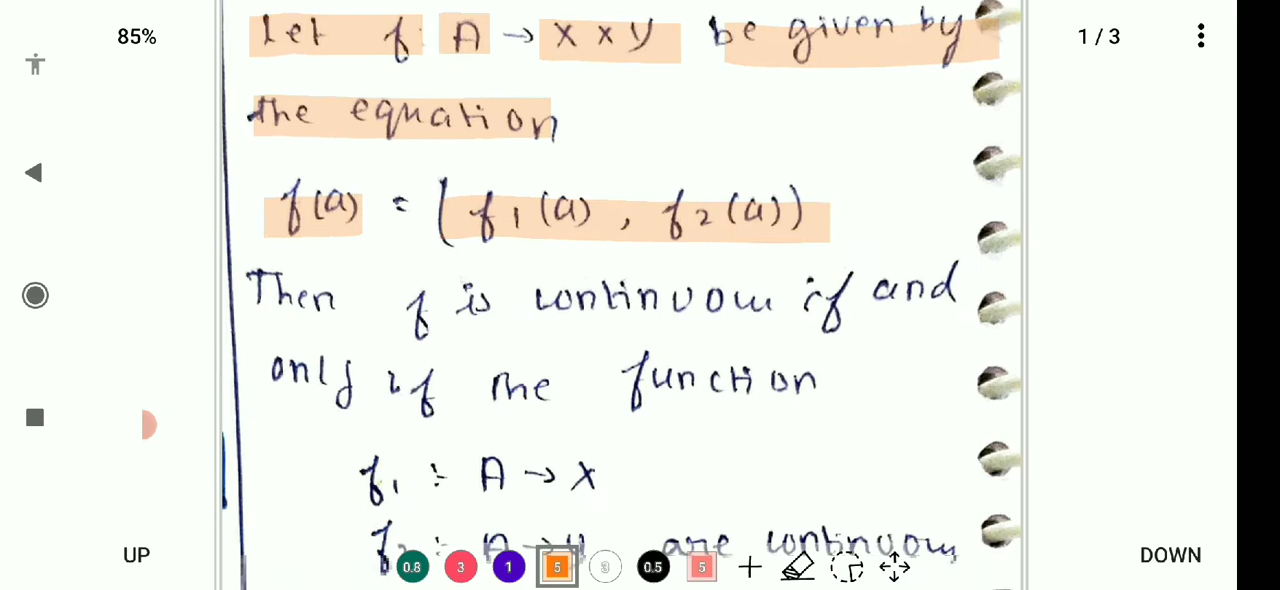 85%
1 / 3
Let f : A → X × Y be given by
the equation
f(a) = (f1(a), f2(a))
Then f is continuous if and
only if the function
f1 : A → X
f2 : A → Y are continuous
UP
0.8 3 1 5 3 0.5 5
DOWN